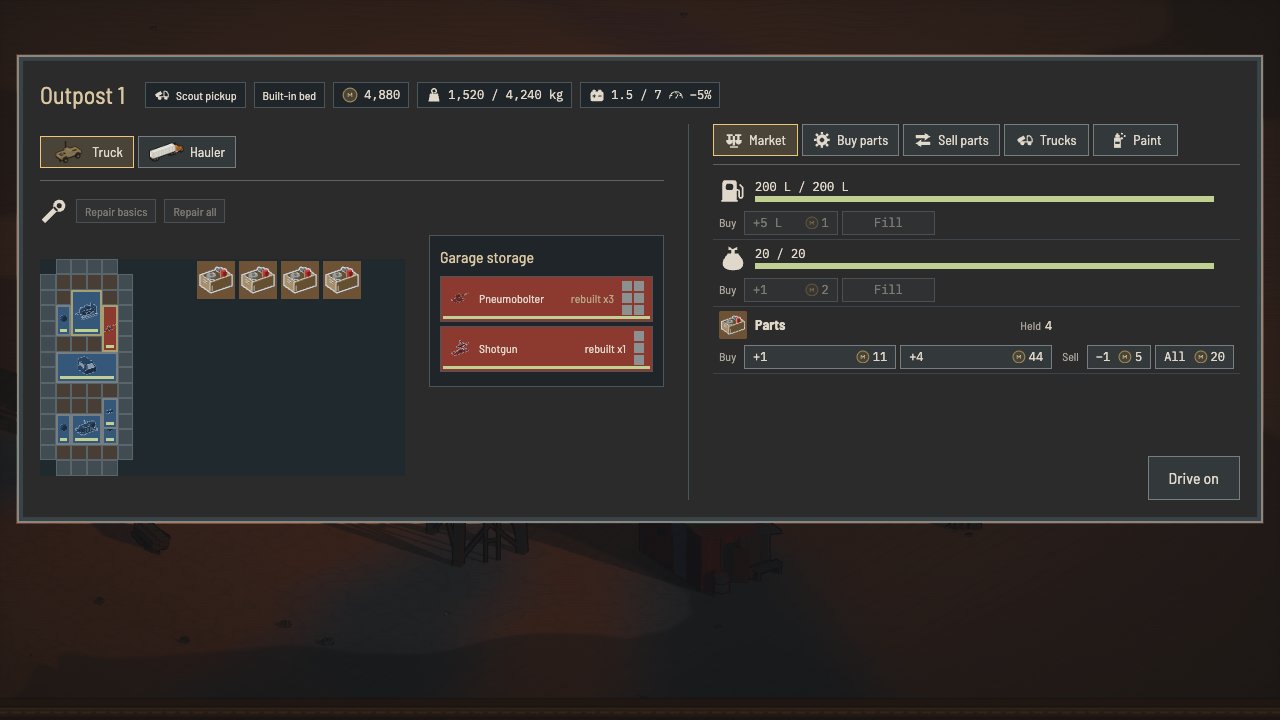 Outpost 1
Scout pickup
Built-in bed
4,880
1,520 / 4,240 kg
1.5 / 7 -5%
Truck
Hauler
Repair basics
Repair all
Garage storage
Pneumobolter rebuilt x3
Shotgun rebuilt x1
Market
Buy parts
Sell parts
Trucks
Paint
200 L / 200 L
Buy +5 L M 1 Fill
20 / 20
Buy +1 M 2 Fill
Parts Held 4
Buy +1 M 11 +4 M 44 Sell -1 M 5 All M 20
Drive on